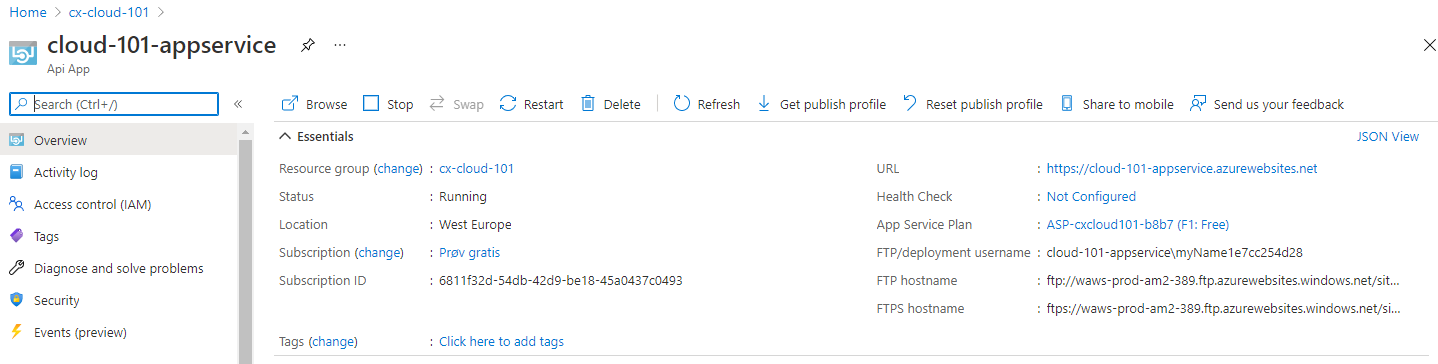 Home > cx-cloud-101 >
cloud-101-appservice
Api App
Search (Ctrl+/)
Overview
Activity log
Access control (IAM)
Tags
Diagnose and solve problems
Security
Events (preview)
Browse Stop Swap Restart Delete Refresh Get publish profile Reset publish profile Share to mobile Send us your feedback
Essentials JSON View
Resource group (change) : cx-cloud-101
Status : Running
Location : West Europe
Subscription (change) : Prøv gratis
Subscription ID : 6811f32d-54db-42d9-be18-45a0437c0493
URL : https://cloud-101-appservice.azurewebsites.net
Health Check : Not Configured
App Service Plan : ASP-cxcloud101-b8b7 (F1: Free)
FTP/deployment username : cloud-101-appservice\myName1e7cc254d28
FTP hostname : ftp://waws-prod-am2-389.ftp.azurewebsites.windows.net/sit...
FTPS hostname : ftps://waws-prod-am2-389.ftp.azurewebsites.windows.net/si...
Tags (change) : Click here to add tags